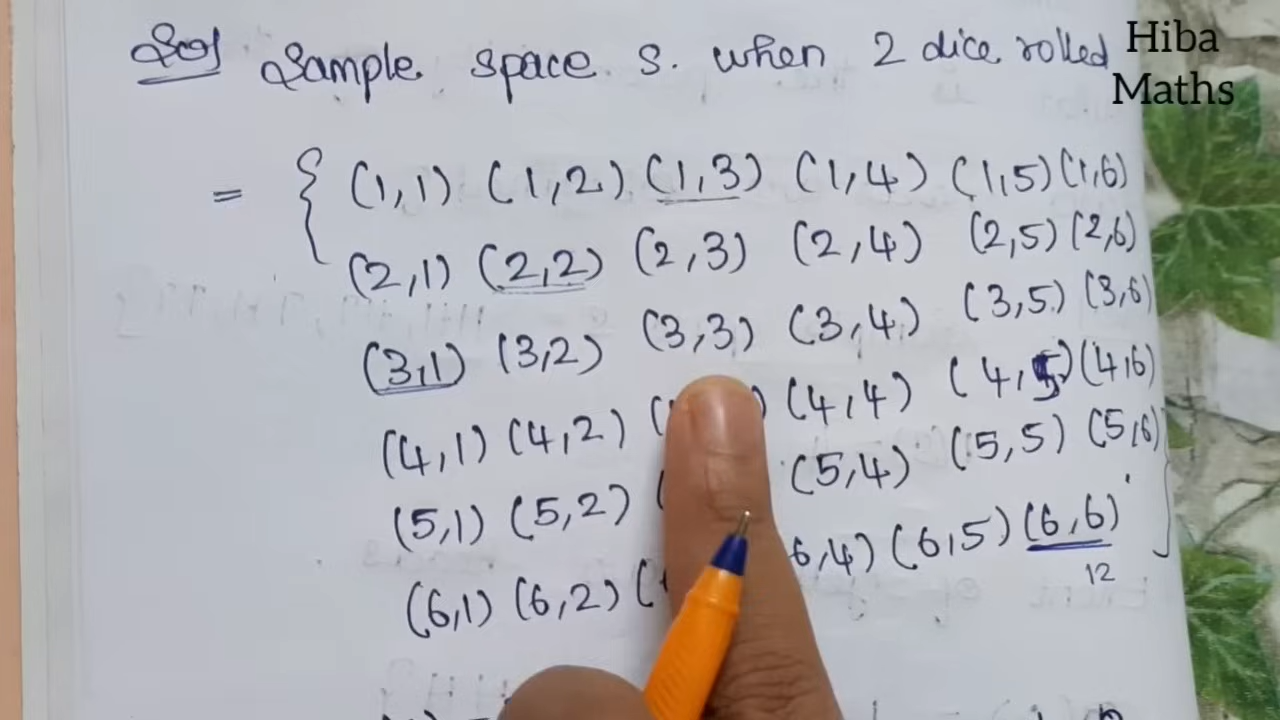 Sol Sample space S. when 2 dice rolled
Hiba
Maths
= { (1,1) (1,2) (1,3) (1,4) (1,5) (1,6)
(2,1) (2,2) (2,3) (2,4) (2,5) (2,6)
(3,1) (3,2) (3,3) (3,4) (3,5) (3,6)
(4,1) (4,2) (4,4) (4,5) (4,6)
(5,1) (5,2) (5,4) (5,5) (5,6)
(6,1) (6,2) 6,4) (6,5) (6,6) }
12